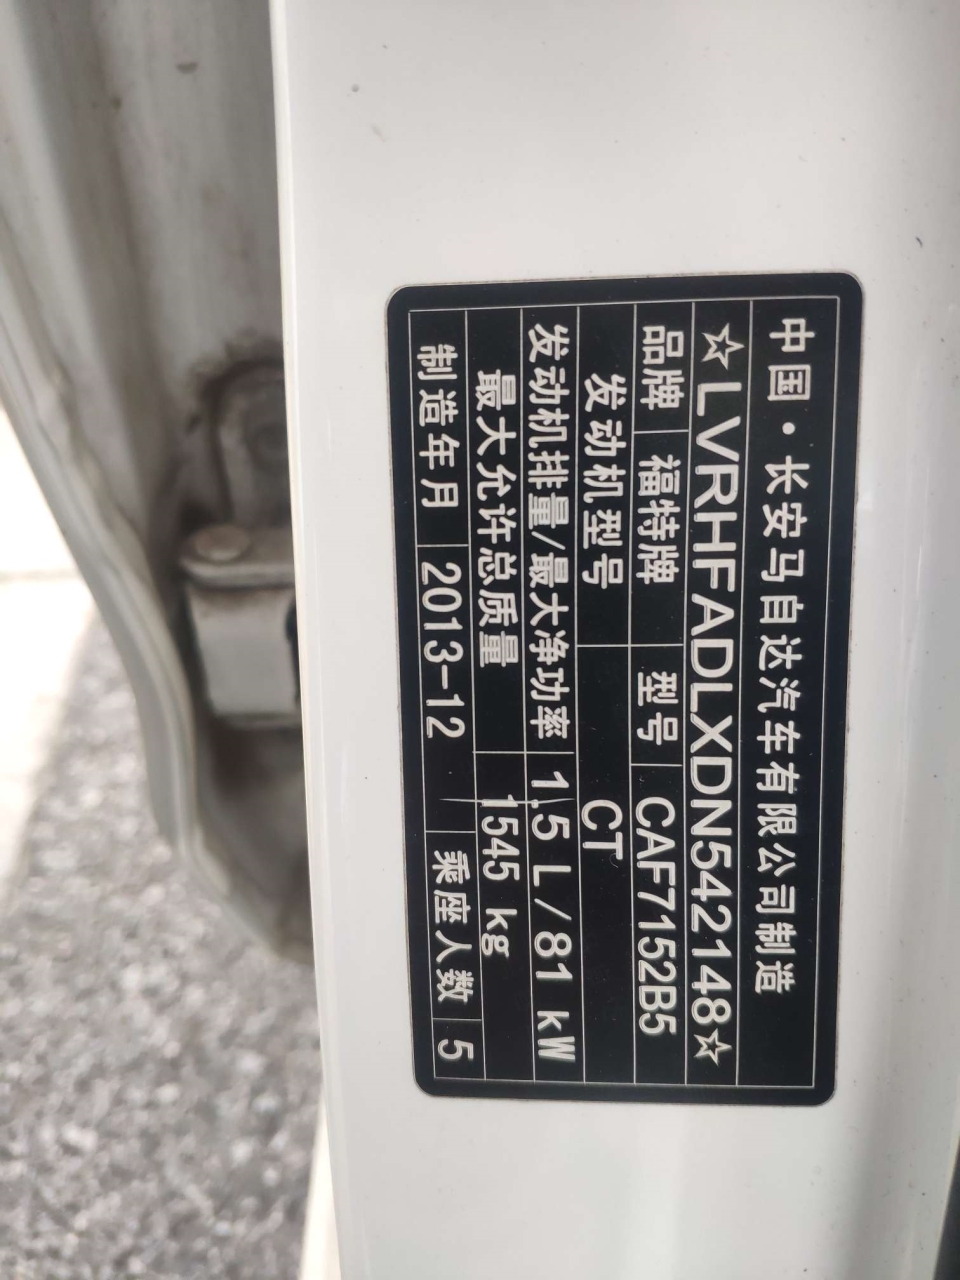 中国·长安马自达汽车有限公司制造
☆LVRHFADLXDN542148☆
品牌 福特牌 型号 CAF7152B5
发动机型号 CT
发动机排量/最大净功率 1.5 L/81 kW
最大允许总质量 1545 kg
制造年月 2013-12 乘座人数 5